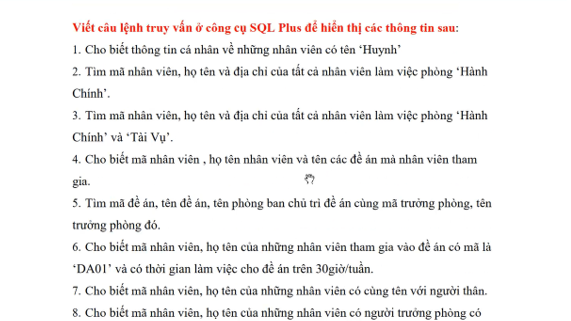 Viết câu lệnh truy vấn ở công cụ SQL Plus để hiển thị các thông tin sau:
1. Cho biết thông tin cá nhân về những nhân viên có tên ‘Huynh’
2. Tìm mã nhân viên, họ tên và địa chỉ của tất cả nhân viên làm việc phòng ‘Hành
Chính’.
3. Tìm mã nhân viên, họ tên và địa chỉ của tất cả nhân viên làm việc phòng ‘Hành
Chính’ và ‘Tài Vụ’.
4. Cho biết mã nhân viên , họ tên nhân viên và tên các đề án mà nhân viên tham
gia.
5. Tìm mã đề án, tên đề án, tên phòng ban chủ trì đề án cùng mã trưởng phòng, tên
trưởng phòng đó.
6. Cho biết mã nhân viên, họ tên của những nhân viên tham gia vào đề án có mã là
‘DA01’ và có thời gian làm việc cho đề án trên 30giờ/tuần.
7. Cho biết mã nhân viên, họ tên của những nhân viên có cùng tên với người thân.
8. Cho biết mã nhân viên, họ tên của những nhân viên có người trưởng phòng có